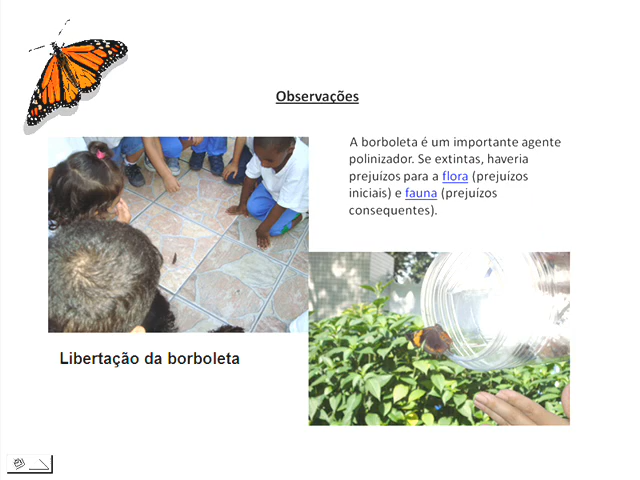 Observações
A borboleta é um importante agente
polinizador. Se extintas, haveria
prejuízos para a flora (prejuízos
iniciais) e fauna (prejuízos
consequentes).
Libertação da borboleta